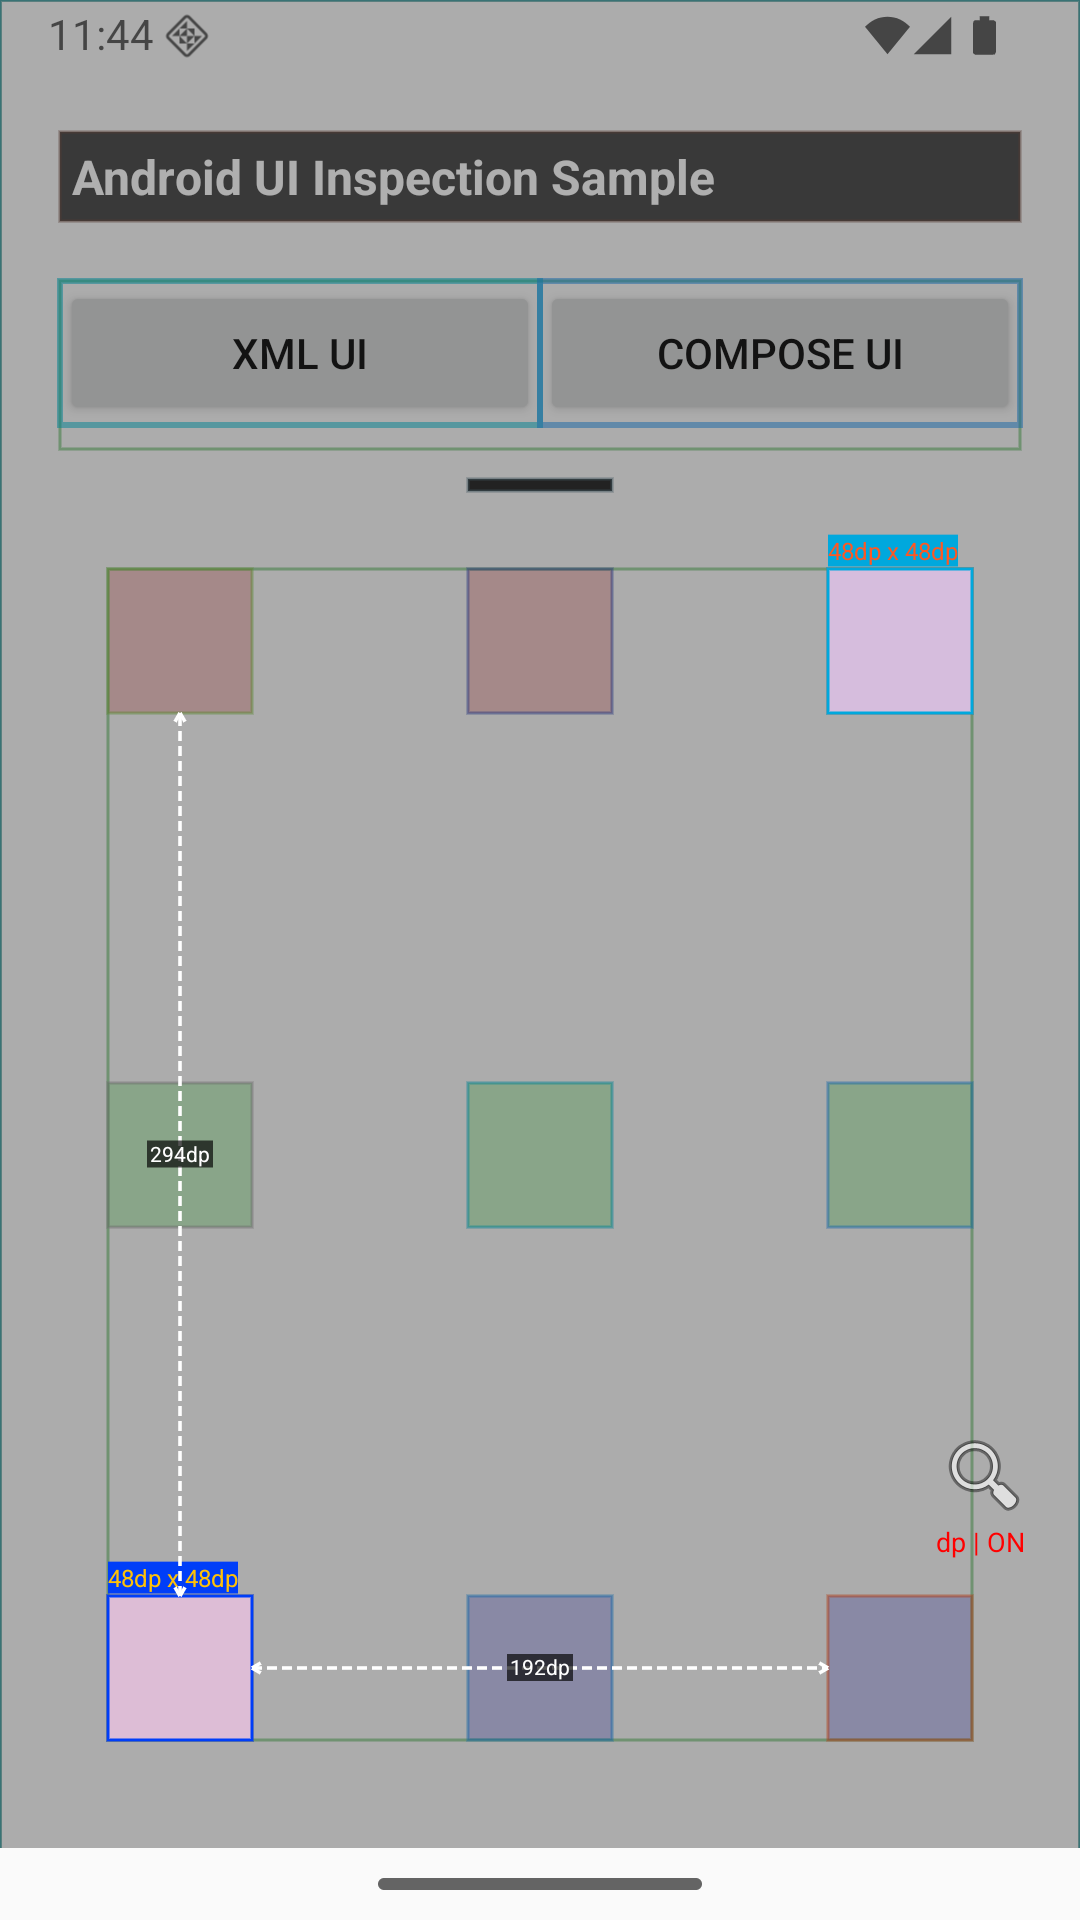 11:44
Android UI Inspection Sample
XML UI
COMPOSE UI
48dp x 48dp
294dp
dp | ON
48dp x 48dp
192dp